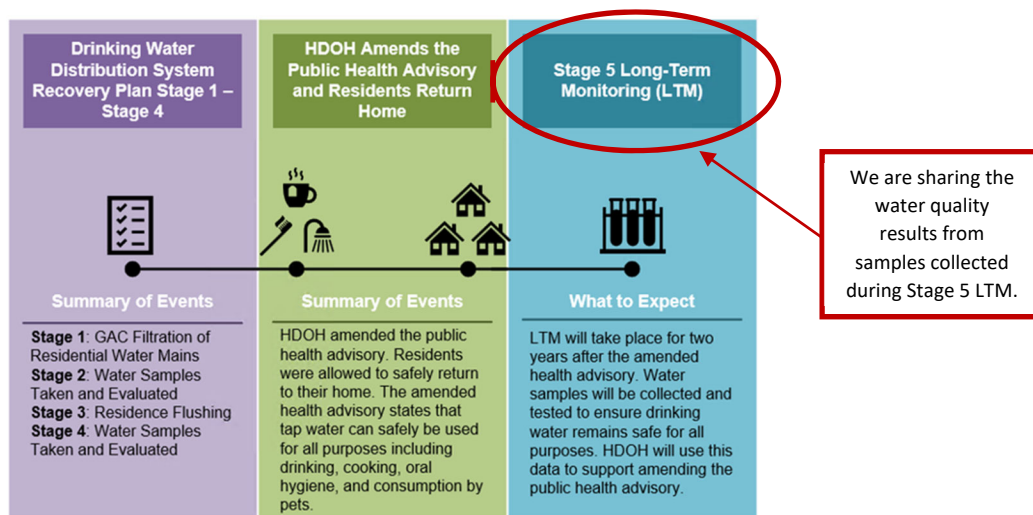 Drinking Water
Distribution System
Recovery Plan Stage 1 –
Stage 4
Summary of Events
Stage 1: GAC Filtration of
Residential Water Mains
Stage 2: Water Samples
Taken and Evaluated
Stage 3: Residence Flushing
Stage 4: Water Samples
Taken and Evaluated
HDOH Amends the
Public Health Advisory
and Residents Return
Home
Summary of Events
HDOH amended the public
health advisory. Residents
were allowed to safely return
to their home. The amended
health advisory states that
tap water can safely be used
for all purposes including
drinking, cooking, oral
hygiene, and consumption by
pets.
Stage 5 Long-Term
Monitoring (LTM)
What to Expect
LTM will take place for two
years after the amended
health advisory. Water
samples will be collected and
tested to ensure drinking
water remains safe for all
purposes. HDOH will use this
data to support amending the
public health advisory.
We are sharing the
water quality
results from
samples collected
during Stage 5 LTM.